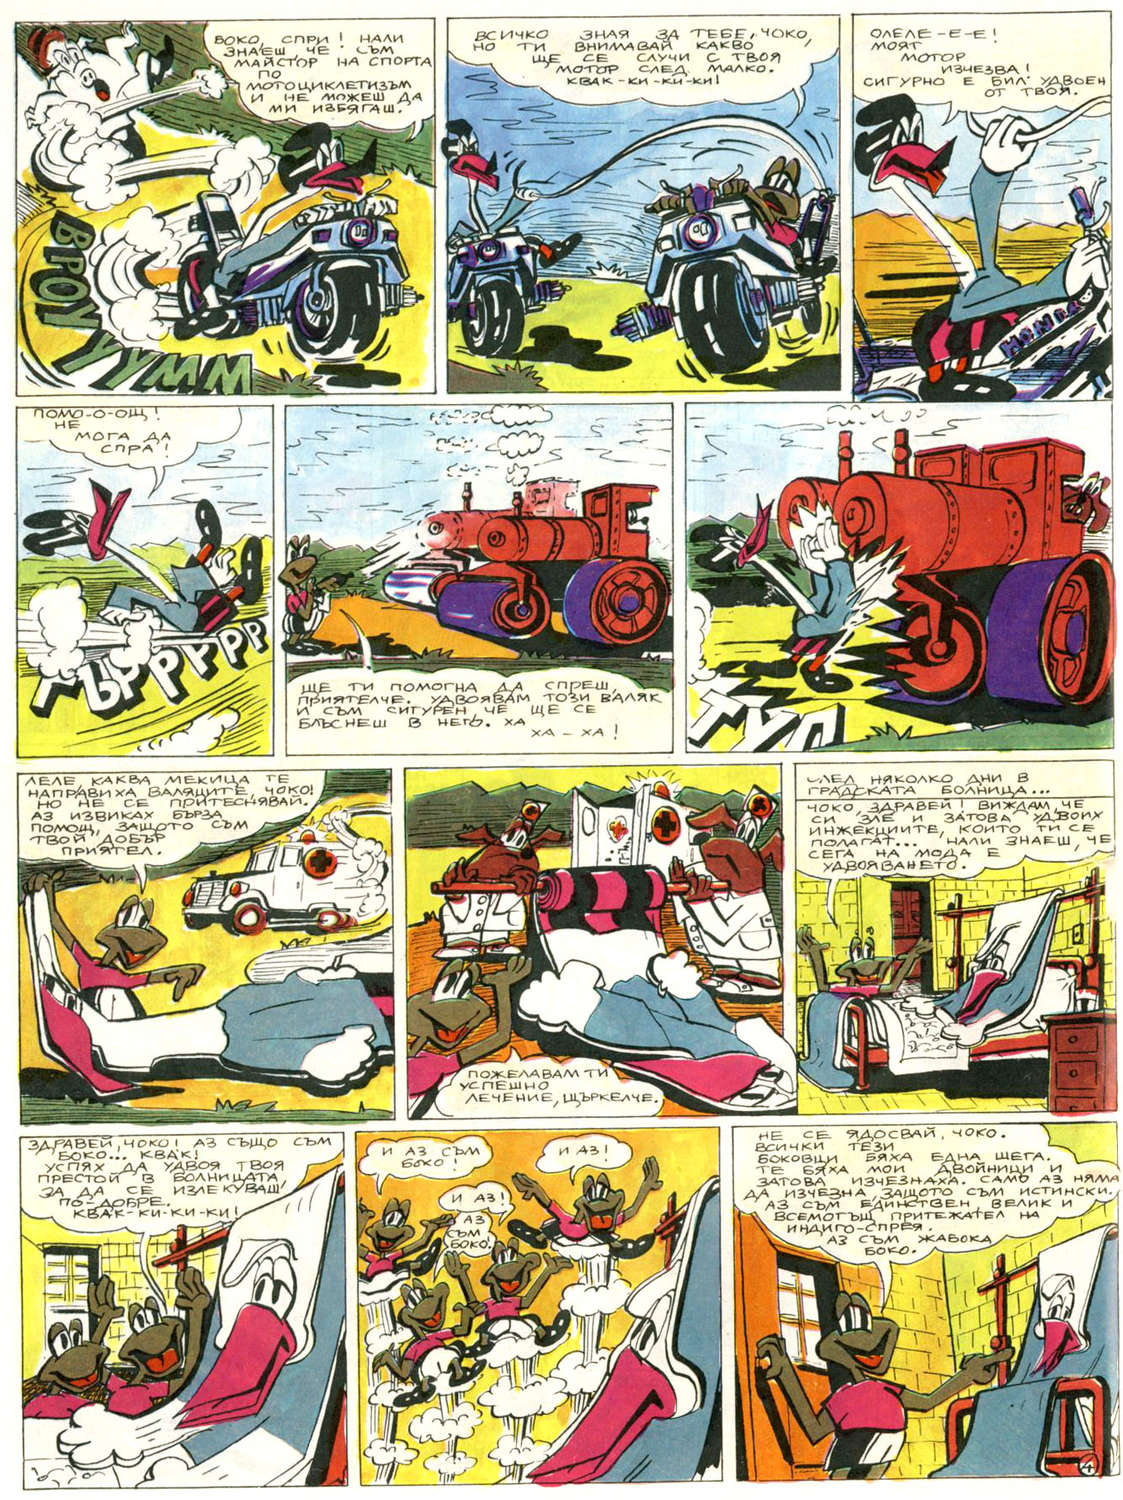 БОКО, СПРИ! НАЛИ
ЗНАЕШ ЧЕ СЪМ
МАЙСТОР НА СПОРТА
ПО
МОТОЦИКЛЕТИЗЪМ
И НЕ МОЖЕШ ДА
МИ ИЗБЯГАШ.
ВРОУУУММ
ВСИЧКО ЗНАЯ ЗА ТЕБЕ, ЧОКО,
НО ТИ ВНИМАВАЙ КАКВО
ЩЕ СЕ СЛУЧИ С ТВОЯ
МОТОР СЛЕД МАЛКО.
КВАК-КИ-КИ-КИ!
ОЛЕЛЕ-Е-Е!
МОЯТ
МОТОР
ИЗЧЕЗВА!
СИГУРНО Е БИЛ УДВОЕН
ОТ ТВОЯ.
ПОМО-О-ОЩ!
НЕ
МОГА ДА
СПРА!
ТЪРРРРРР
ЩЕ ТИ ПОМОГНА ДА СПРЕШ,
ПРИЯТЕЛЧЕ. УДВОЯВАМ ТОЗИ ВАЛЯК
И СЪМ СИГУРЕН, ЧЕ ЩЕ СЕ
БЛЪСНЕШ В НЕГО. ХА
ХА-ХА!
ЛЕЛЕ, КАКВА МЕКИЦА ТЕ
НАПРАВИХА ВАЛЯЦИТЕ, ЧОКО!
НО НЕ СЕ ПРИТЕСНЯВАЙ.
АЗ ИЗВИКАХ БЪРЗА
ПОМОЩ, ЗАЩОТО СЪМ
ТВОЙ ДОБЪР
ПРИЯТЕЛ.
ПОЖЕЛАВАМ ТИ
УСПЕШНО
ЛЕЧЕНИЕ, ЩЪРКЕЛЧЕ.
СЛЕД НЯКОЛКО ДНИ В
ГРАДСКАТА БОЛНИЦА...
ЧОКО ЗДРАВЕЙ! ВИЖДАМ, ЧЕ
СИ ЗЛЕ И ЗАТОВА УДВОИХ
ИНЖЕКЦИИТЕ, КОИТО ТИ СЕ
ПОЛАГАТ... НАЛИ ЗНАЕШ, ЧЕ
СЕГА НА МОДА Е
УДВОЯВАНЕТО.
ЗДРАВЕЙ, ЧОКО! АЗ СЪЩО СЪМ
БОКО... КВАК!
УСПЯХ ДА УДВОЯ ТВОЯ
ПРЕСТОЙ В БОЛНИЦАТА,
ЗА ДА СЕ ИЗЛЕКУВАШ
ПО-ДОБРЕ.
КВАК-КИ-КИ-КИ!
И АЗ СЪМ
БОКО!
И АЗ!
И АЗ!
АЗ
СЪМ
БОКО.
НЕ СЕ ЯДОСВАЙ, ЧОКО.
ВСИЧКИ ТЕЗИ
БОКОВЦИ БЯХА ЕДНА ШЕГА.
ТЕ БЯХА МОИ ДВОЙНИЦИ И
ЗАТОВА ИЗЧЕЗНАХА. САМО АЗ НЯМА
ДА ИЗЧЕЗНА, ЗАЩОТО СЪМ ИСТИНСКИ.
АЗ СЪМ ЕДИНСТВЕН, ВЕЛИК И
ВСЕМОГЪЩ ПРИТЕЖАТЕЛ НА
ИНДИГО-СПРЕЯ.
АЗ СЪМ ЖАБОКА
БОКО.
4